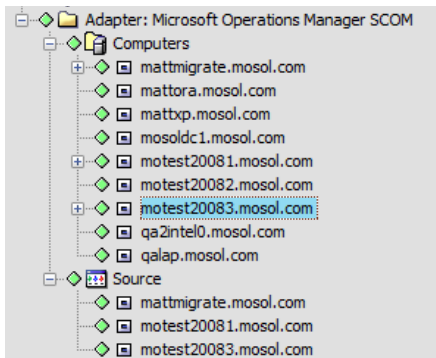 Adapter: Microsoft Operations Manager SCOM
Computers
mattmigrate.mosol.com
mattora.mosol.com
mattxp.mosol.com
mosoldc1.mosol.com
motest20081.mosol.com
motest20082.mosol.com
motest20083.mosol.com
qa2intel0.mosol.com
qalap.mosol.com
Source
mattmigrate.mosol.com
motest20081.mosol.com
motest20083.mosol.com